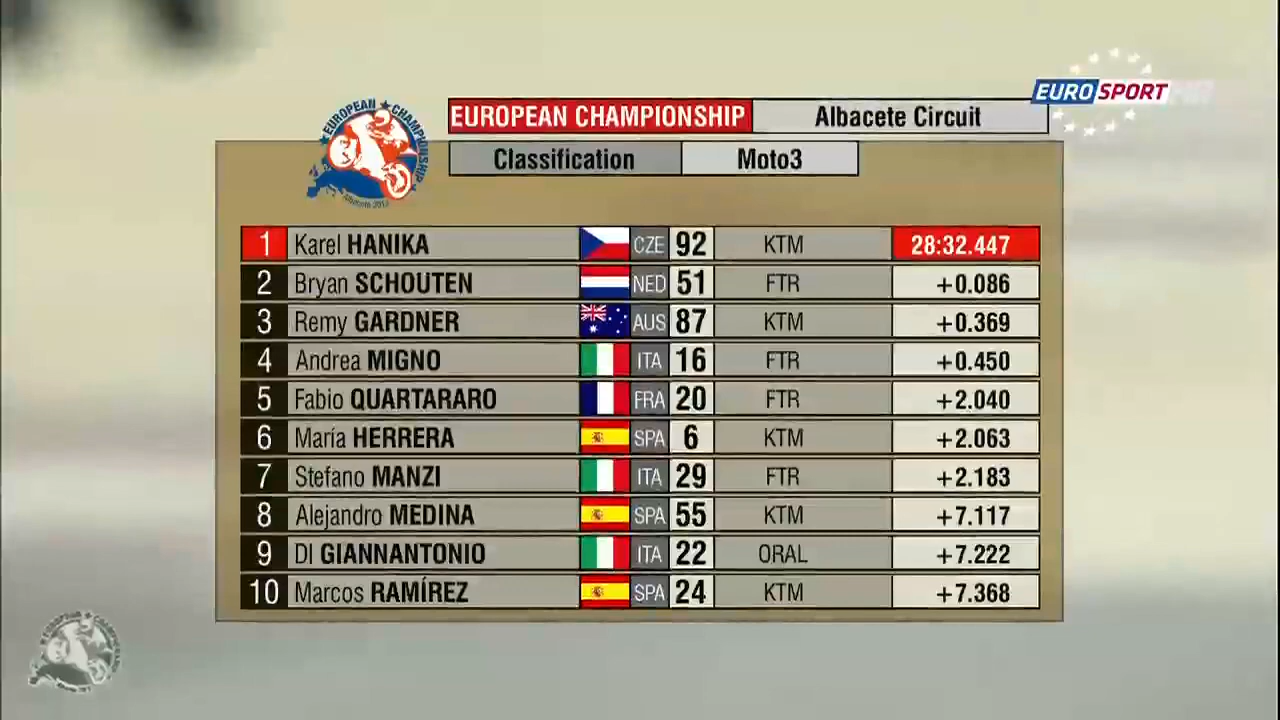 EUROPEAN CHAMPIONSHIP Albacete Circuit
EUROSPORT
EUROPEAN CHAMPIONSHIP
Classification Moto3
1 Karel HANIKA CZE 92 KTM 28:32.447
2 Bryan SCHOUTEN NED 51 FTR +0.086
3 Remy GARDNER AUS 87 KTM +0.369
4 Andrea MIGNO ITA 16 FTR +0.450
5 Fabio QUARTARARO FRA 20 FTR +2.040
6 María HERRERA SPA 6 KTM +2.063
7 Stefano MANZI ITA 29 FTR +2.183
8 Alejandro MEDINA SPA 55 KTM +7.117
9 DI GIANNANTONIO ITA 22 ORAL +7.222
10 Marcos RAMÍREZ SPA 24 KTM +7.368
EUROPEAN CHAMPIONSHIP